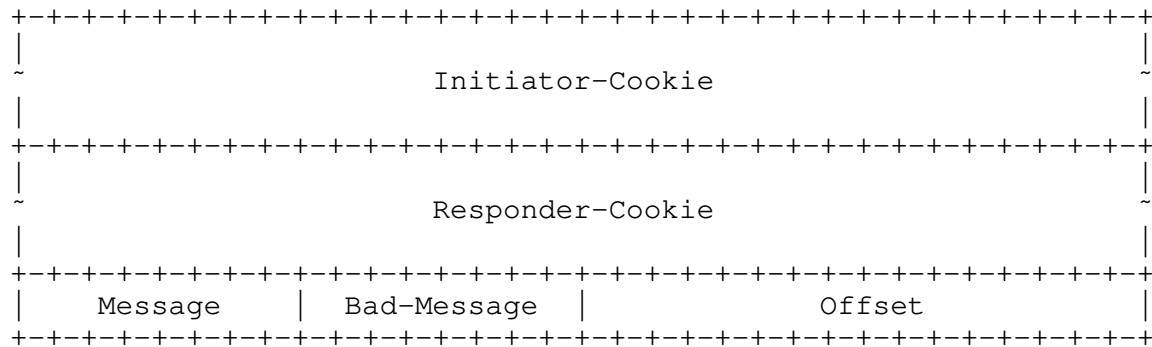 +-+-+-+-+-+-+-+-+-+-+-+-+-+-+-+-+-+-+-+-+-+-+-+-+-+-+-+-+-+-+-+-+
|                                                               |
~                       Initiator-Cookie                        ~
|                                                               |
+-+-+-+-+-+-+-+-+-+-+-+-+-+-+-+-+-+-+-+-+-+-+-+-+-+-+-+-+-+-+-+-+
|                                                               |
~                       Responder-Cookie                        ~
|                                                               |
+-+-+-+-+-+-+-+-+-+-+-+-+-+-+-+-+-+-+-+-+-+-+-+-+-+-+-+-+-+-+-+-+
|    Message    |  Bad-Message  |             Offset            |
+-+-+-+-+-+-+-+-+-+-+-+-+-+-+-+-+-+-+-+-+-+-+-+-+-+-+-+-+-+-+-+-+